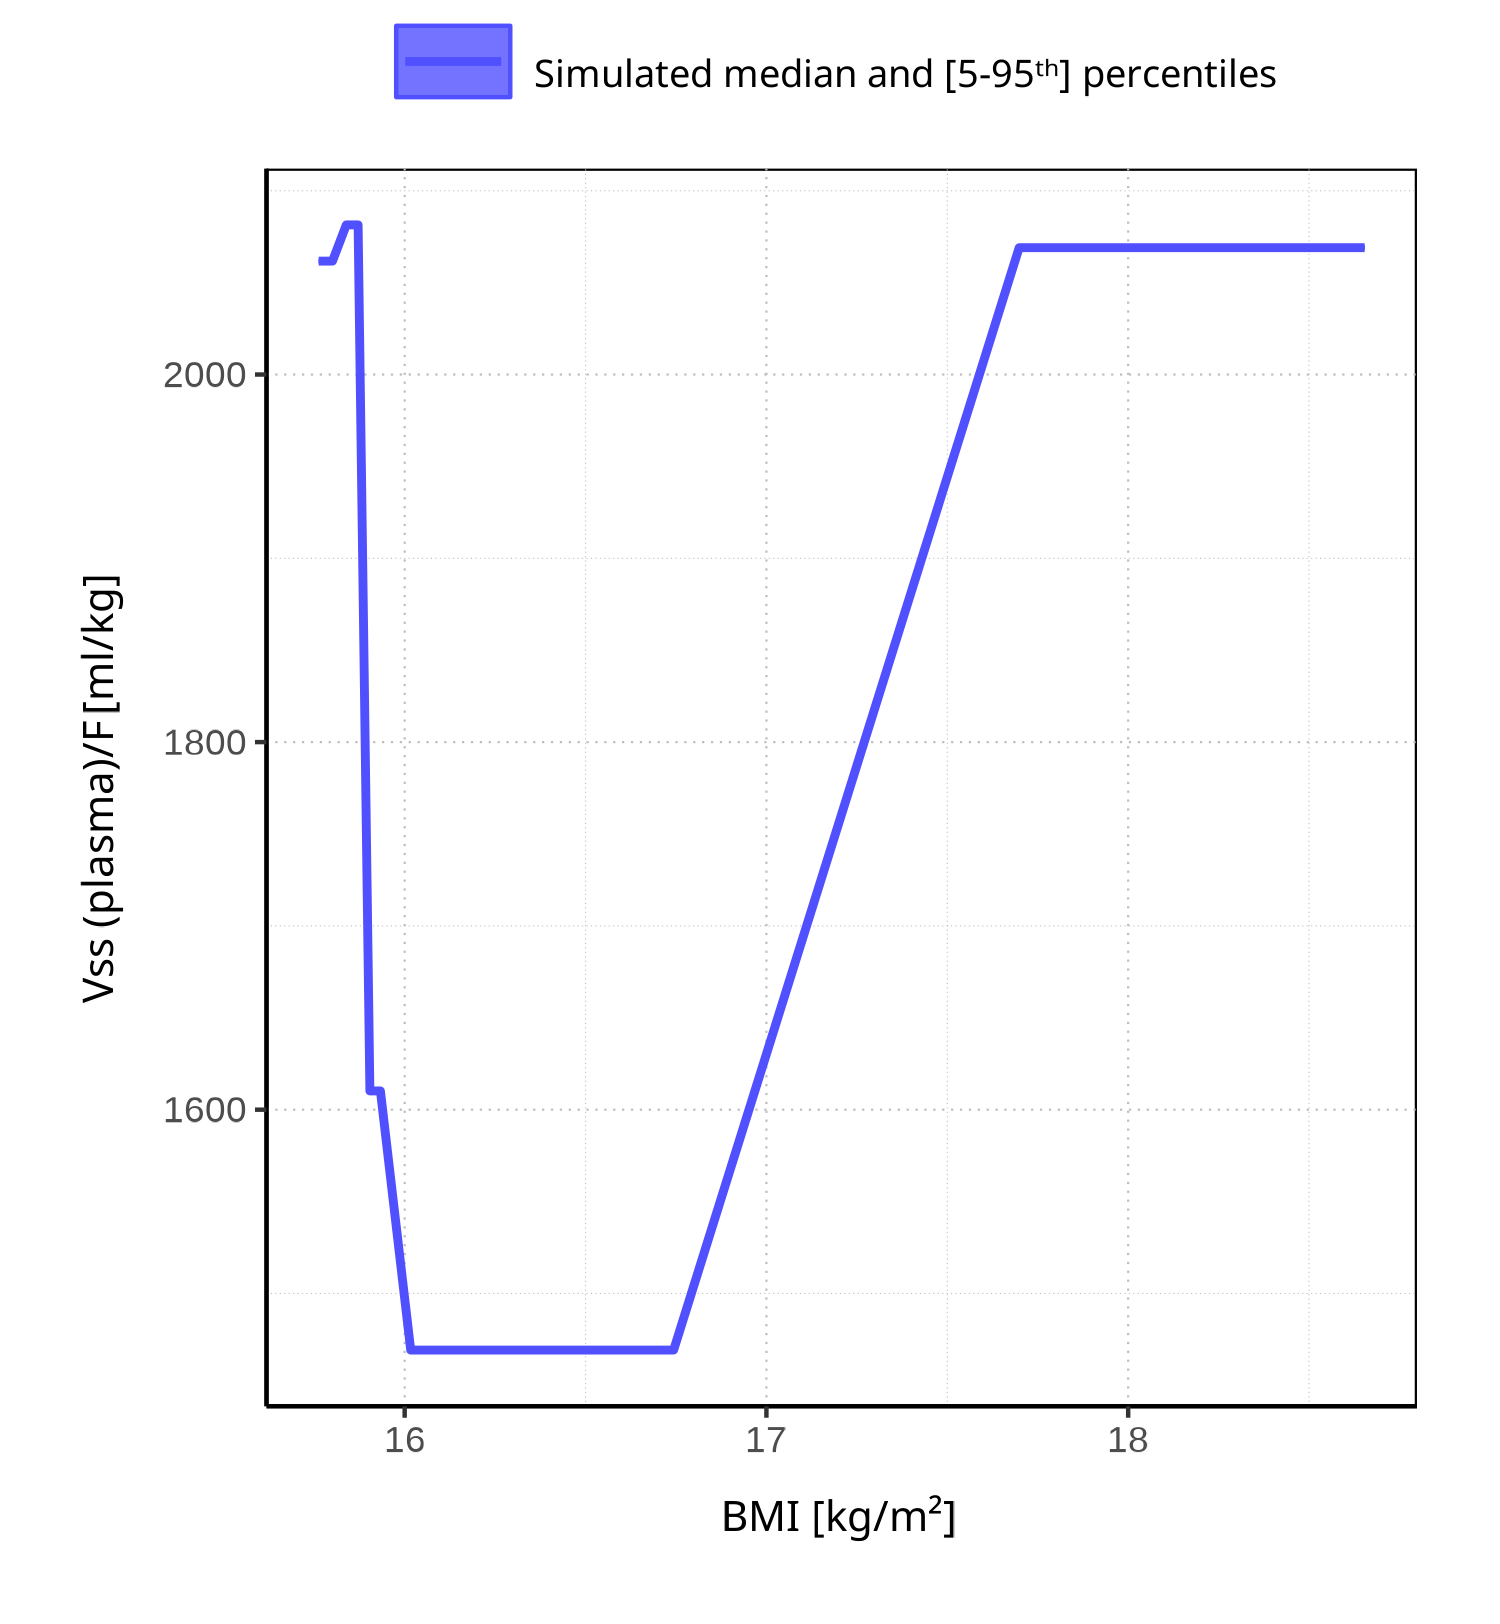 Simulated median and [5-95ᵗʰ] percentiles
2000
1800
1600
Vss (plasma)/F [ml/kg]
16 17 18
BMI [kg/m²]